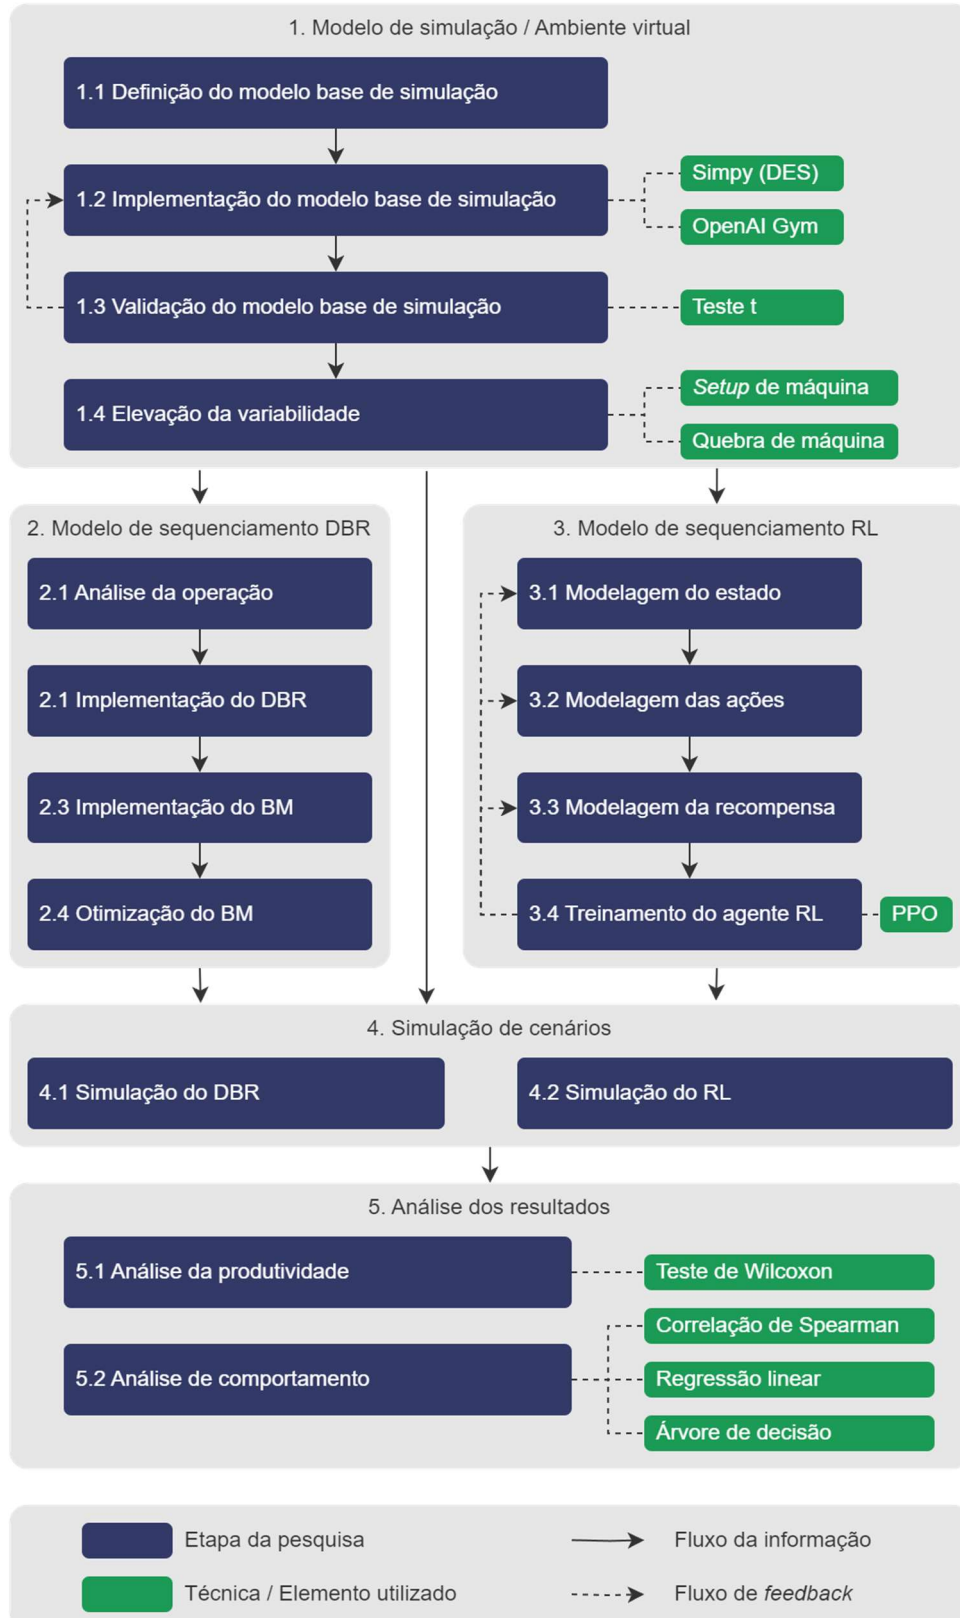 1. Modelo de simulação / Ambiente virtual
1.1 Definição do modelo base de simulação
1.2 Implementação do modelo base de simulação
Simpy (DES)
OpenAI Gym
1.3 Validação do modelo base de simulação
Teste t
1.4 Elevação da variabilidade
Setup de máquina
Quebra de máquina
2. Modelo de sequenciamento DBR
2.1 Análise da operação
2.1 Implementação do DBR
2.3 Implementação do BM
2.4 Otimização do BM
3. Modelo de sequenciamento RL
3.1 Modelagem do estado
3.2 Modelagem das ações
3.3 Modelagem da recompensa
3.4 Treinamento do agente RL
PPO
4. Simulação de cenários
4.1 Simulação do DBR
4.2 Simulação do RL
5. Análise dos resultados
5.1 Análise da produtividade
Teste de Wilcoxon
5.2 Análise de comportamento
Correlação de Spearman
Regressão linear
Árvore de decisão
Etapa da pesquisa
Fluxo da informação
Técnica / Elemento utilizado
Fluxo de feedback